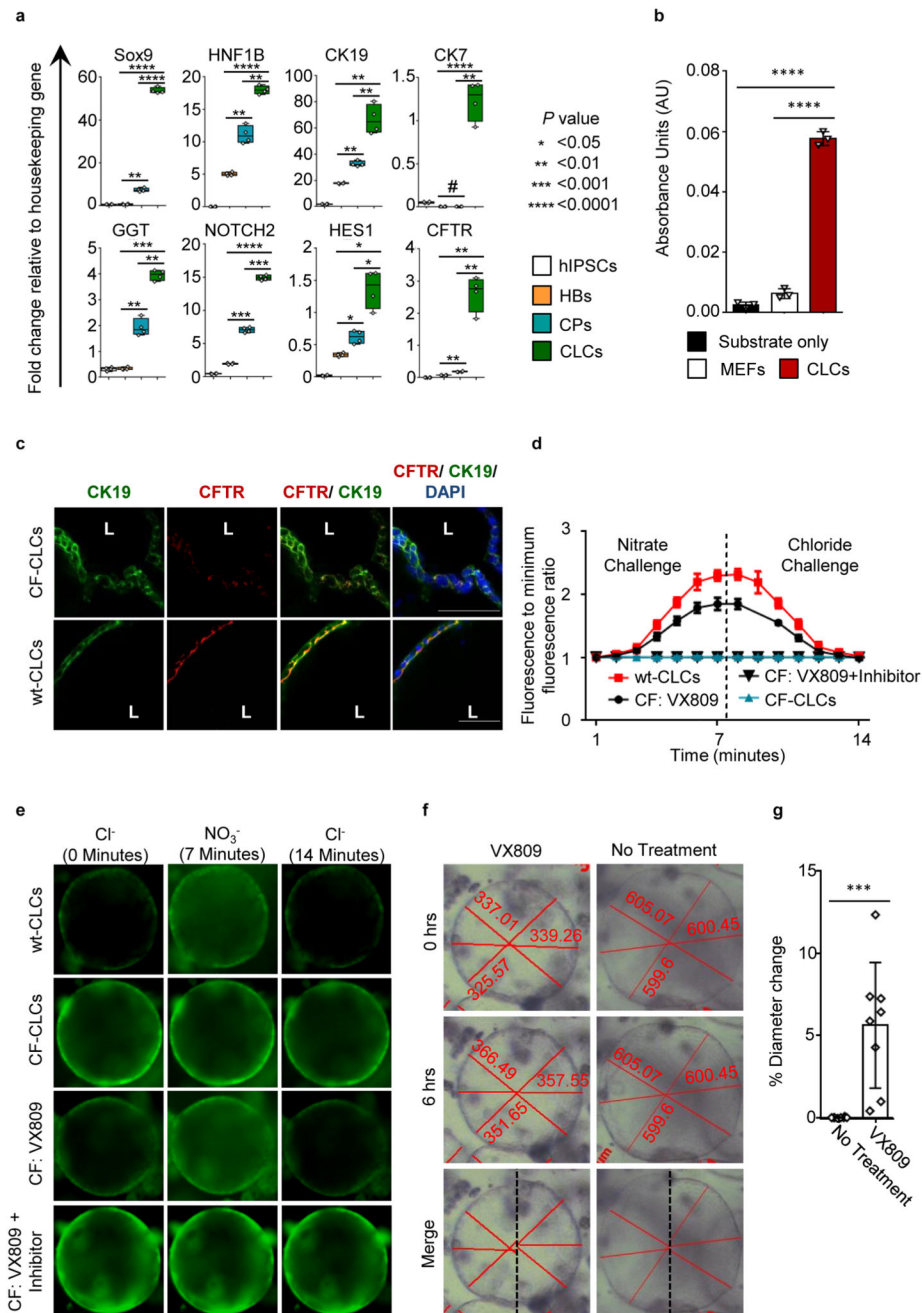 a
Fold change relative to housekeeping gene
Sox9
60
40
20
0
****
****
**
HNF1B
20
15
10
5
0
****
**
**
CK19
100
80
60
40
20
0
**
**
**
CK7
1.5
1
0.5
0
****
**
#
GGT
6
5
4
3
2
1
0
***
**
**
NOTCH2
20
15
10
5
0
****
***
***
HES1
2
1.5
1
0.5
0
*
*
*
CFTR
4
3
2
1
0
**
**
**
P value
* <0.05
** <0.01
*** <0.001
**** <0.0001
hIPSCs
HBs
CPs
CLCs
b
Absorbance Units (AU)
0.08
0.06
0.04
0.02
0.00
****
****
Substrate only
MEFs
CLCs
c
CK19
CFTR
CFTR/ CK19
CFTR/ CK19/
DAPI
CF-CLCs
L
L
L
L
wt-CLCs
L
L
L
L
d
Fluorescence to minimum
fluorescence ratio
3
2
1
0
Nitrate
Challenge
Chloride
Challenge
wt-CLCs
CF: VX809+Inhibitor
CF: VX809
CF-CLCs
1
7
14
Time (minutes)
e
Cl-
(0 Minutes)
NO3-
(7 Minutes)
Cl-
(14 Minutes)
wt-CLCs
CF-CLCs
CF: VX809
CF: VX809 +
Inhibitor
f
VX809
No Treatment
0 hrs
337.01
339.26
325.57
605.07
600.45
599.6
6 hrs
366.49
357.55
351.65
605.07
600.45
599.6
Merge
g
% Diameter change
15
10
5
0
***
No Treatment
VX809